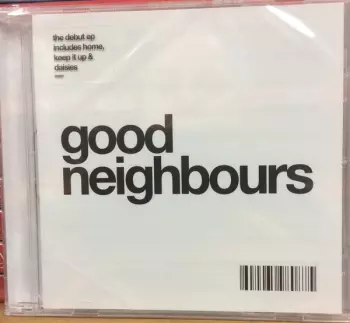 the debut ep
includes home,
keep it up &
daisies
good
neighbours